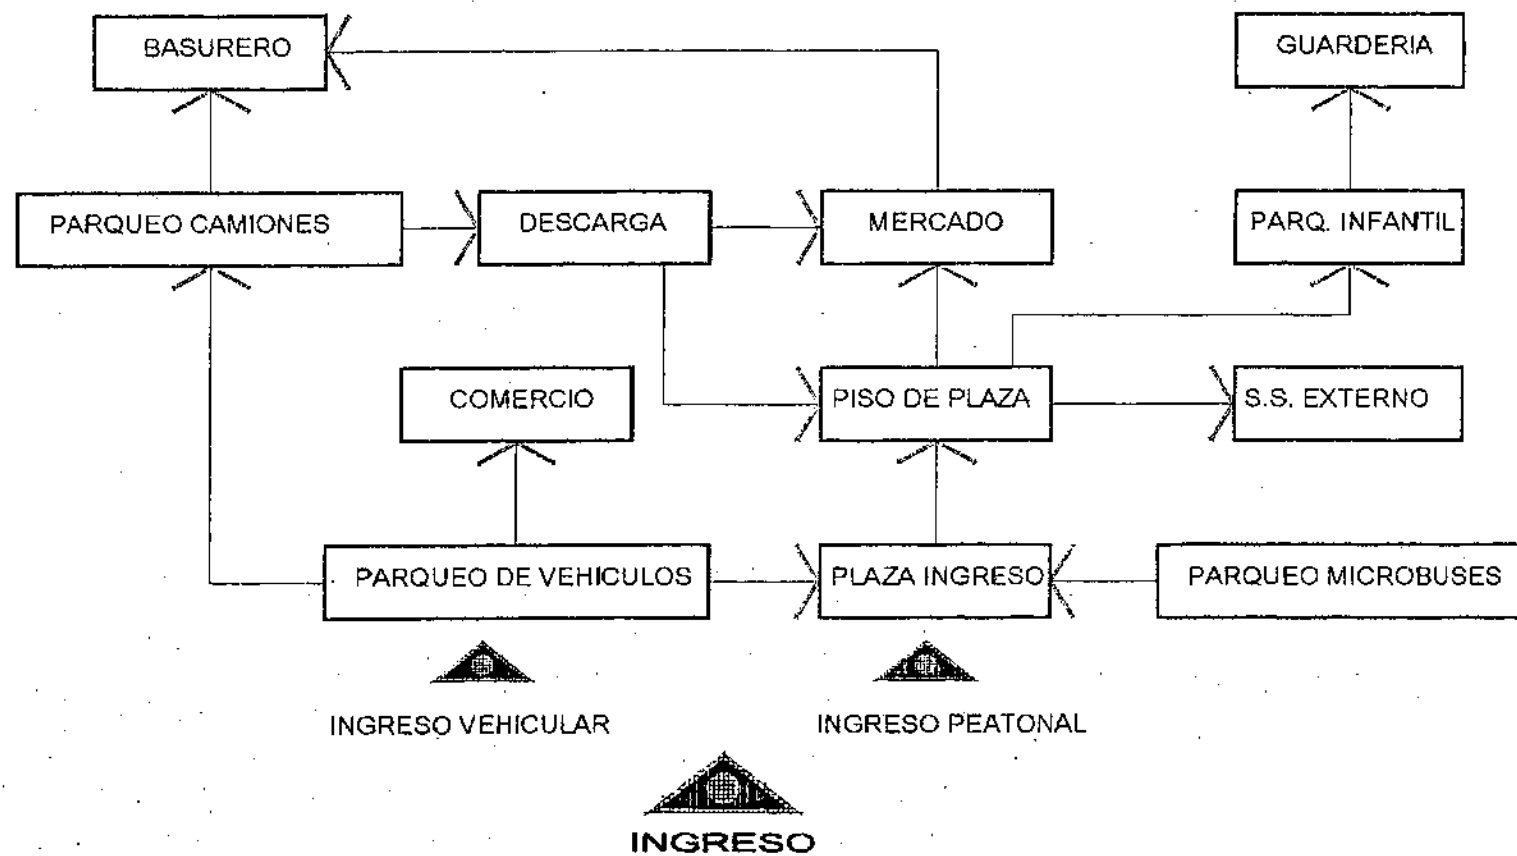 BASURERO
GUARDERIA
PARQUEO CAMIONES
DESCARGA
MERCADO
PARQ. INFANTIL
COMERCIO
PISO DE PLAZA
S.S. EXTERNO
PARQUEO DE VEHICULOS
PLAZA INGRESO
PARQUEO MICROBUSES
INGRESO VEHICULAR
INGRESO PEATONAL
INGRESO